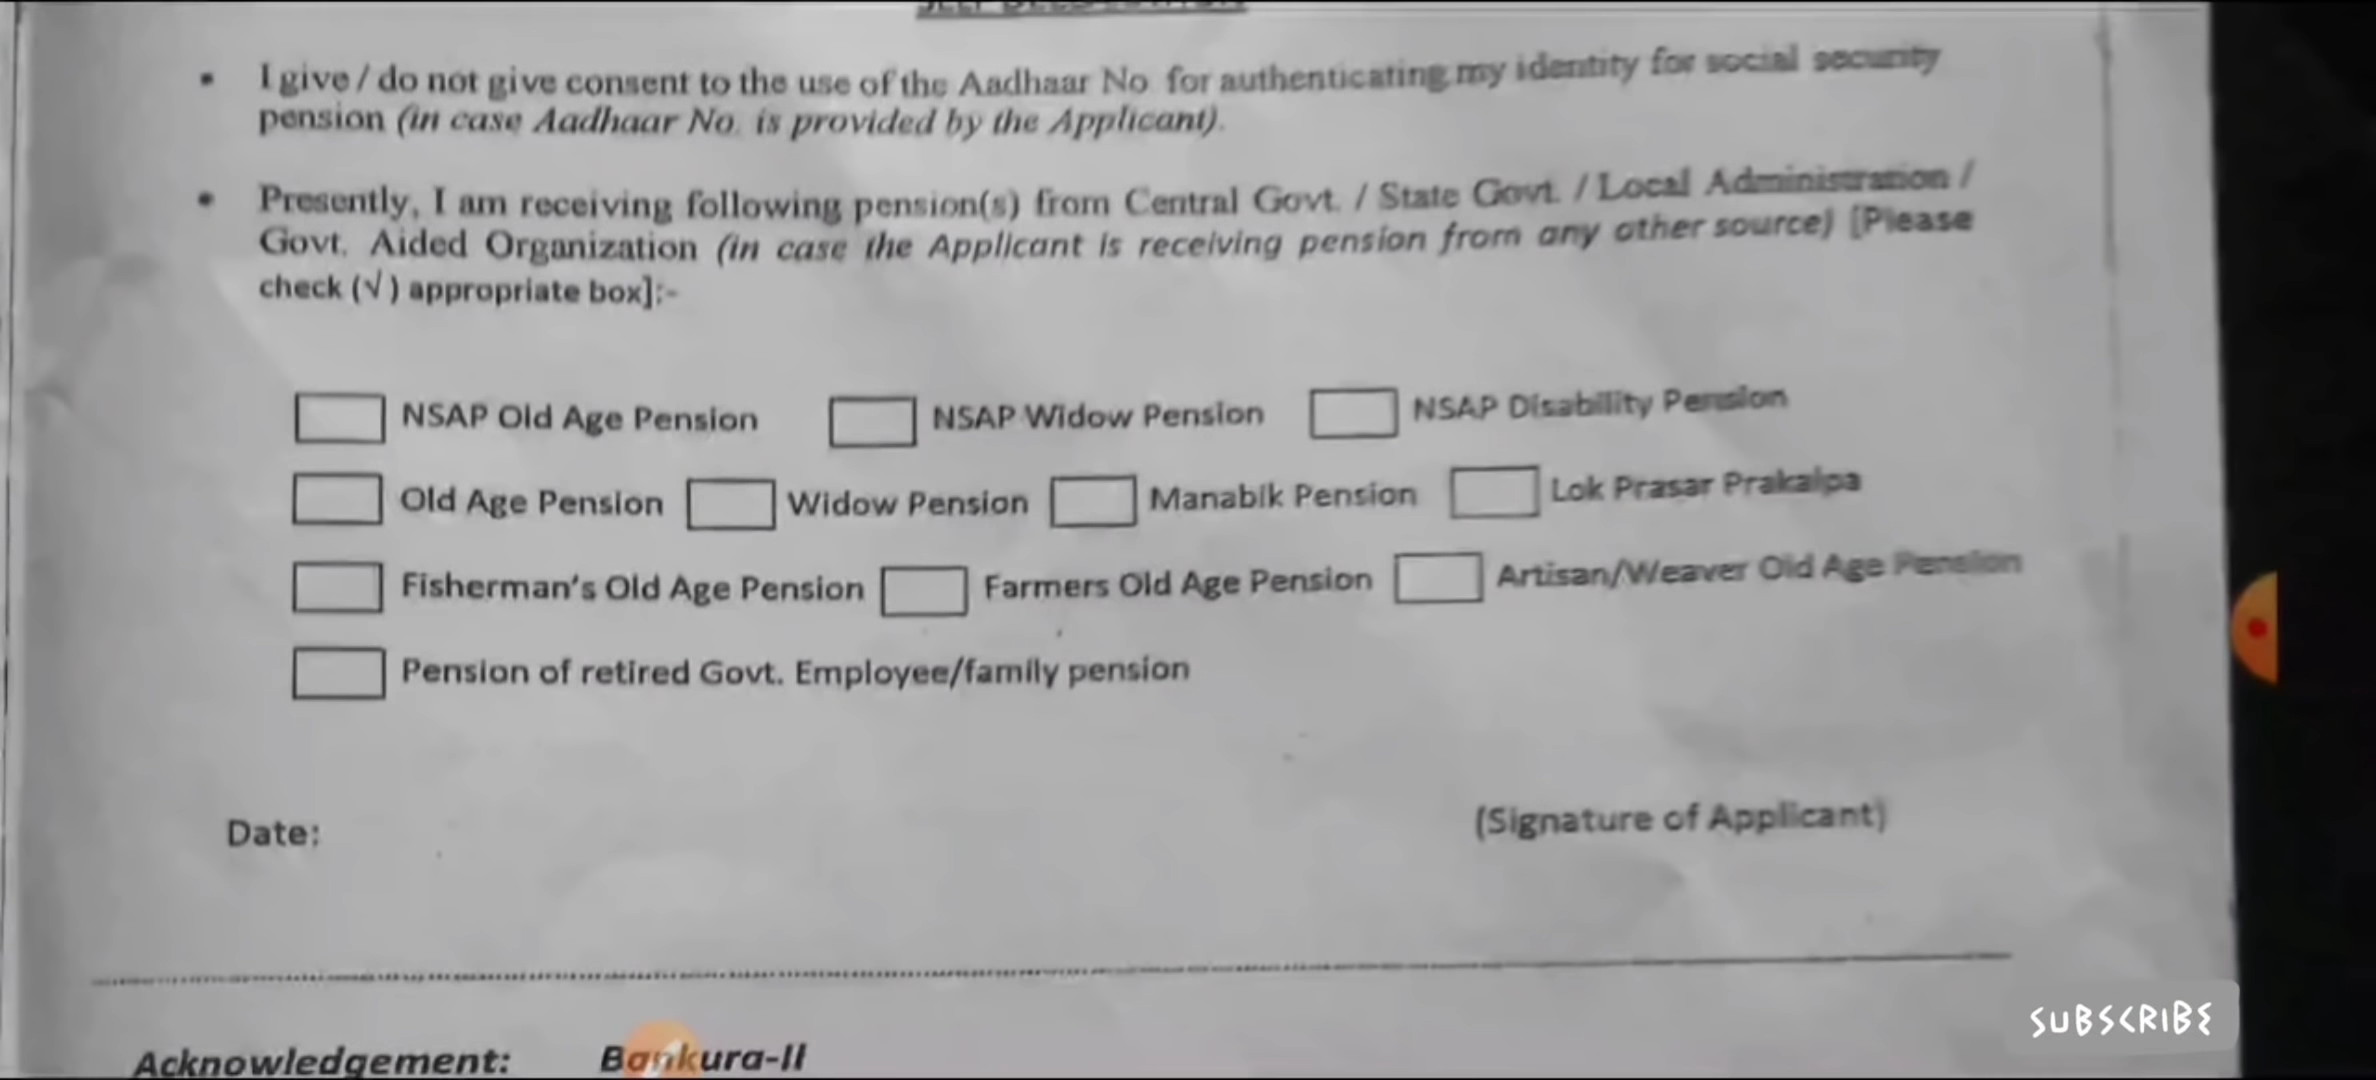 SELF DECLARATION
• I give / do not give consent to the use of the Aadhaar No. for authenticating my identity for social security
pension (in case Aadhaar No. is provided by the Applicant).
• Presently, I am receiving following pension(s) from Central Govt. / State Govt. / Local Administration /
Govt. Aided Organization (in case the Applicant is receiving pension from any other source) [Please
check (√) appropriate box]:-
NSAP Old Age Pension NSAP Widow Pension NSAP Disability Pension
Old Age Pension Widow Pension Manabik Pension Lok Prasar Prakalpa
Fisherman's Old Age Pension Farmers Old Age Pension Artisan/Weaver Old Age Pension
Pension of retired Govt. Employee/family pension
Date: (Signature of Applicant)
SUBSCRIBE
Acknowledgement: Bankura-II